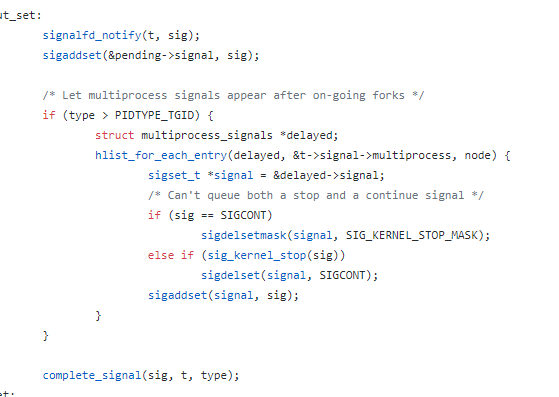 ut_set:
signalfd_notify(t, sig);
sigaddset(&pending->signal, sig);
/* Let multiprocess signals appear after on-going forks */
if (type > PIDTYPE_TGID) {
struct multiprocess_signals *delayed;
hlist_for_each_entry(delayed, &t->signal->multiprocess, node) {
sigset_t *signal = &delayed->signal;
/* Can't queue both a stop and a continue signal */
if (sig == SIGCONT)
sigdelsetmask(signal, SIG_KERNEL_STOP_MASK);
else if (sig_kernel_stop(sig))
sigdelset(signal, SIGCONT);
sigaddset(signal, sig);
}
}
complete_signal(sig, t, type);
et: